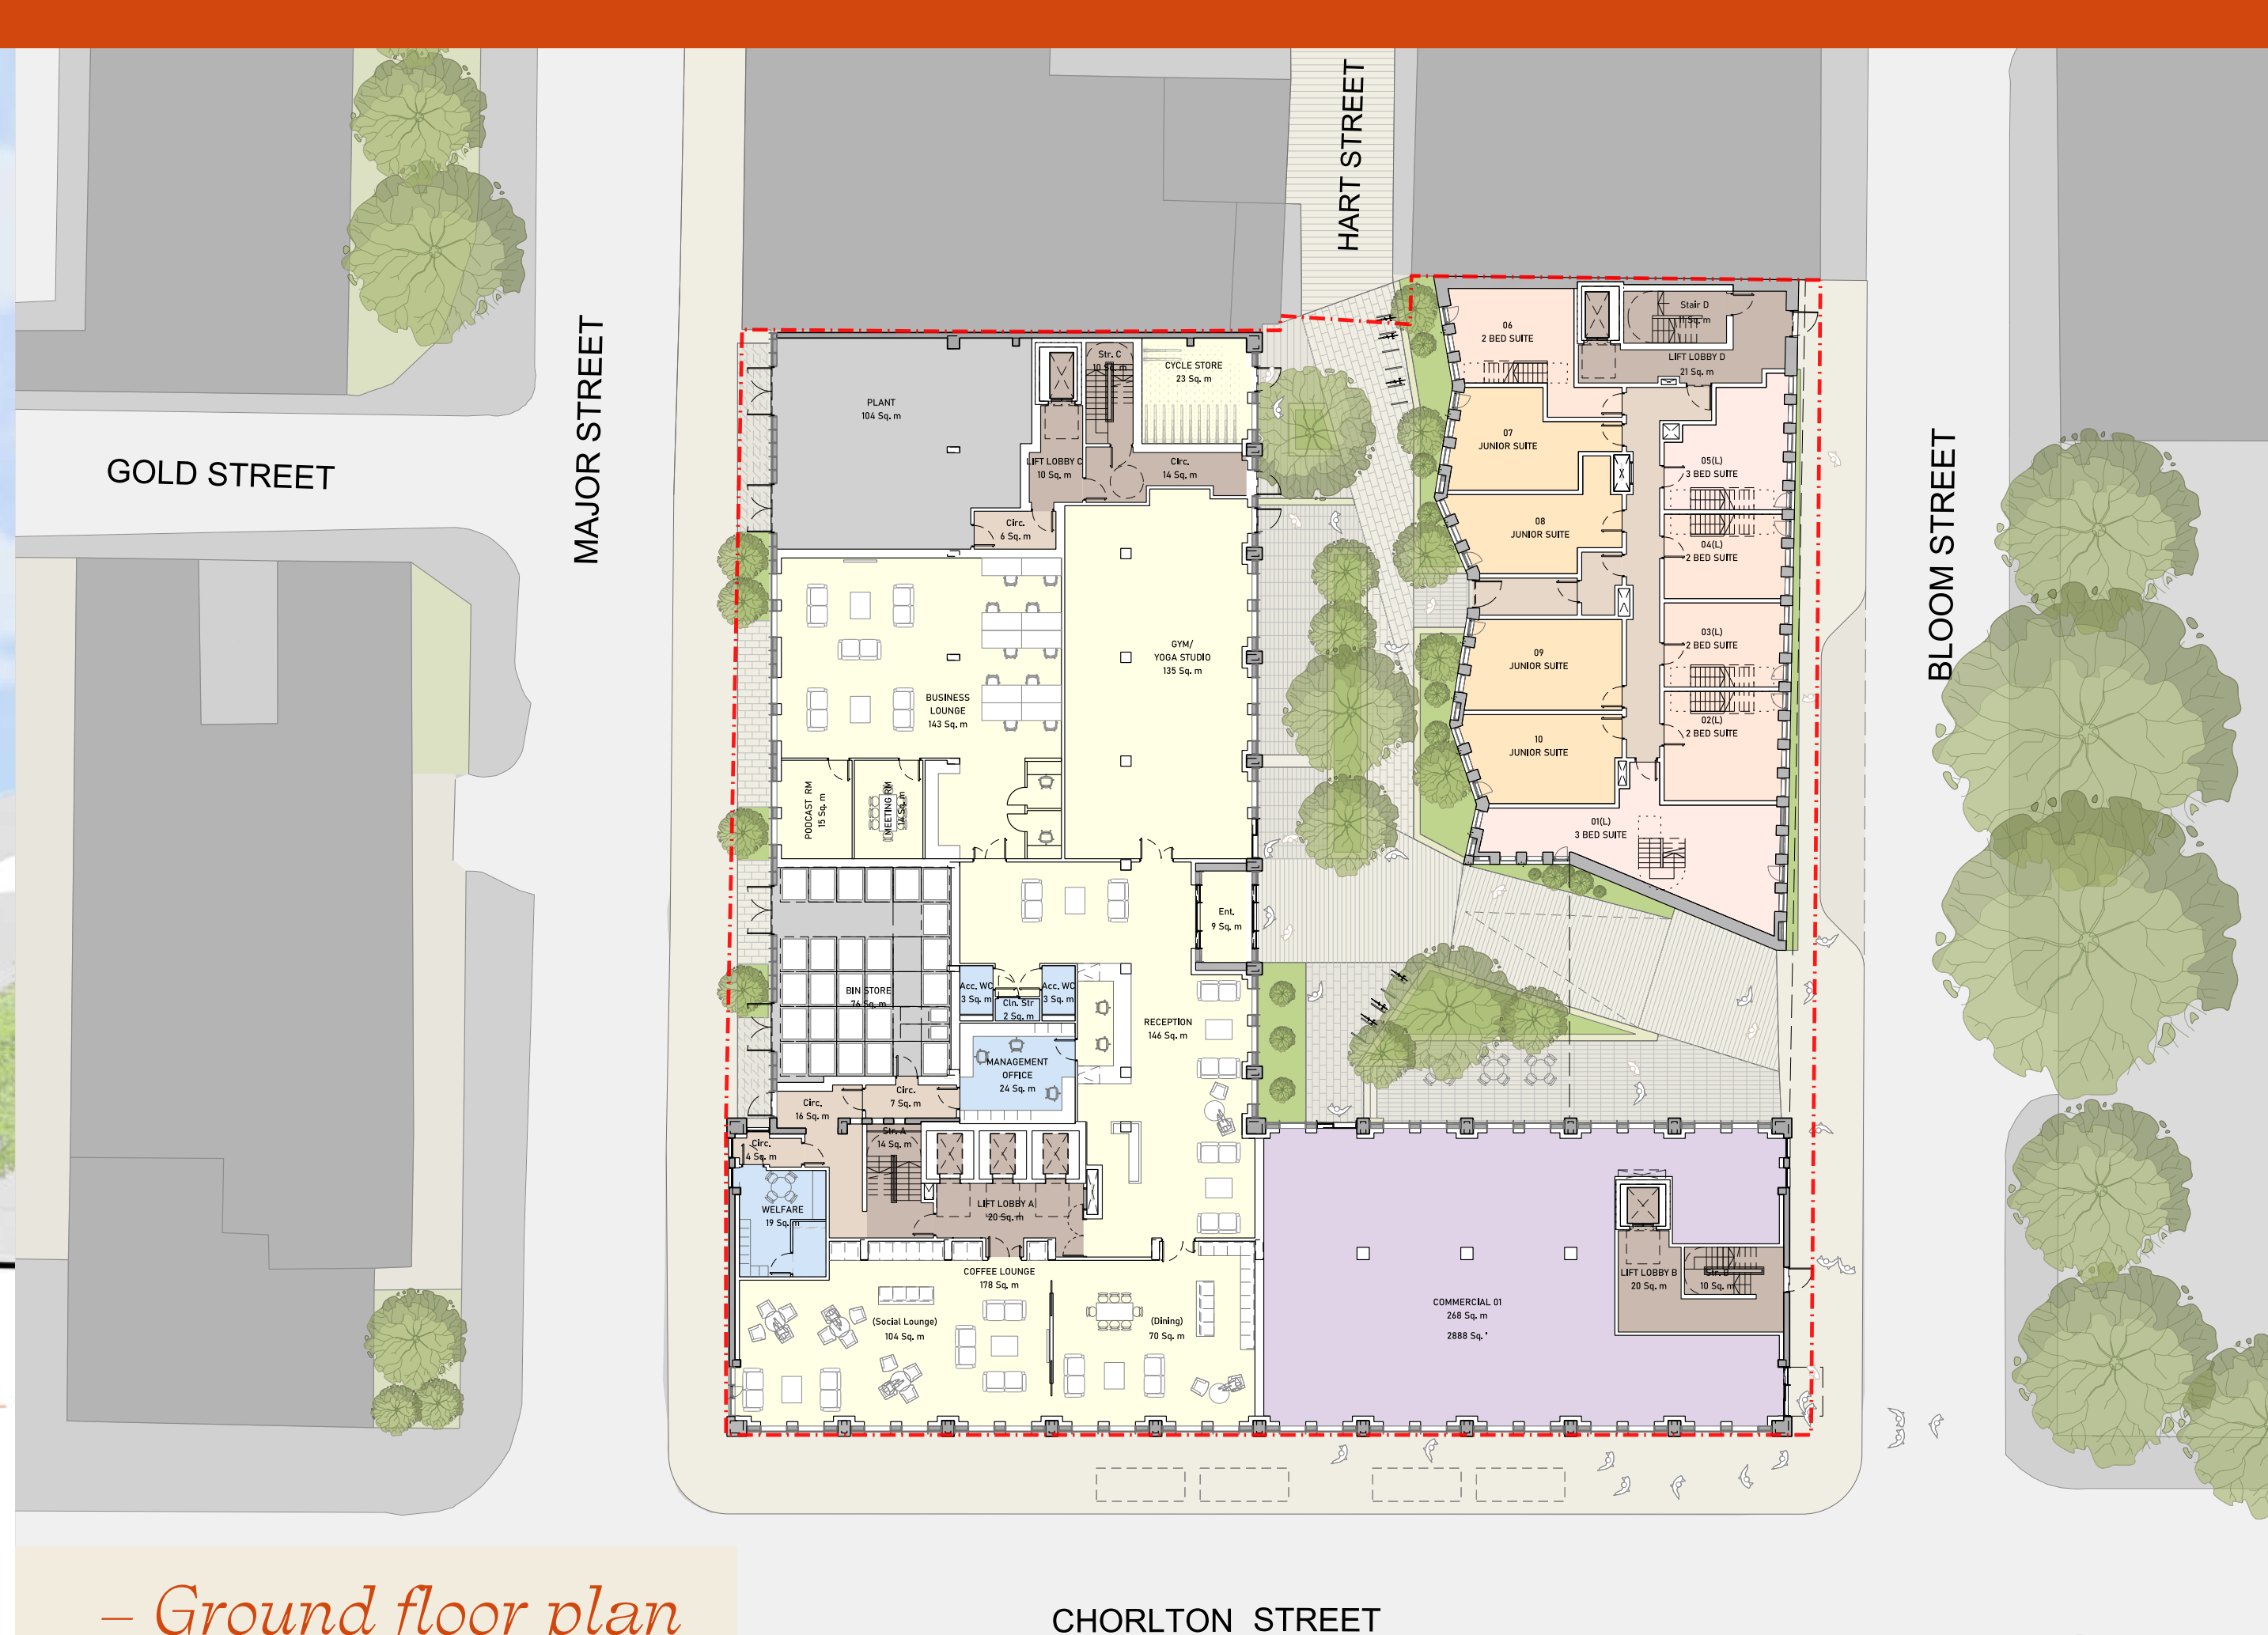 HART STREET
GOLD STREET
MAJOR STREET
BLOOM STREET
PLANT
104 Sq. m
Str. C
10 Sq. m
CYCLE STORE
23 Sq. m
LIFT LOBBY C
10 Sq. m
Circ.
14 Sq. m
Circ.
6 Sq. m
GYM/
YOGA STUDIO
135 Sq. m
BUSINESS
LOUNGE
143 Sq. m
PODCAST RM
15 Sq. m
MEETING RM
14 Sq. m
Ent.
9 Sq. m
BIN STORE
76 Sq. m
Acc. WC
3 Sq. m
Cln. Str
2 Sq. m
Acc. WC
3 Sq. m
RECEPTION
146 Sq. m
MANAGEMENT
OFFICE
24 Sq. m
Circ.
7 Sq. m
Circ.
16 Sq. m
Circ.
4 Sq. m
Str. A
14 Sq. m
WELFARE
19 Sq. m
LIFT LOBBY A
20 Sq. m
COFFEE LOUNGE
178 Sq. m
(Social Lounge)
104 Sq. m
(Dining)
70 Sq. m
COMMERCIAL 01
268 Sq. m
2888 Sq. '
LIFT LOBBY B
20 Sq. m
Str. B
10 Sq. m
06
2 BED SUITE
Stair D
11 Sq. m
LIFT LOBBY D
21 Sq. m
07
JUNIOR SUITE
05(L)
3 BED SUITE
08
JUNIOR SUITE
04(L)
2 BED SUITE
09
JUNIOR SUITE
03(L)
2 BED SUITE
10
JUNIOR SUITE
02(L)
2 BED SUITE
01(L)
3 BED SUITE
– Ground floor plan
CHORLTON STREET